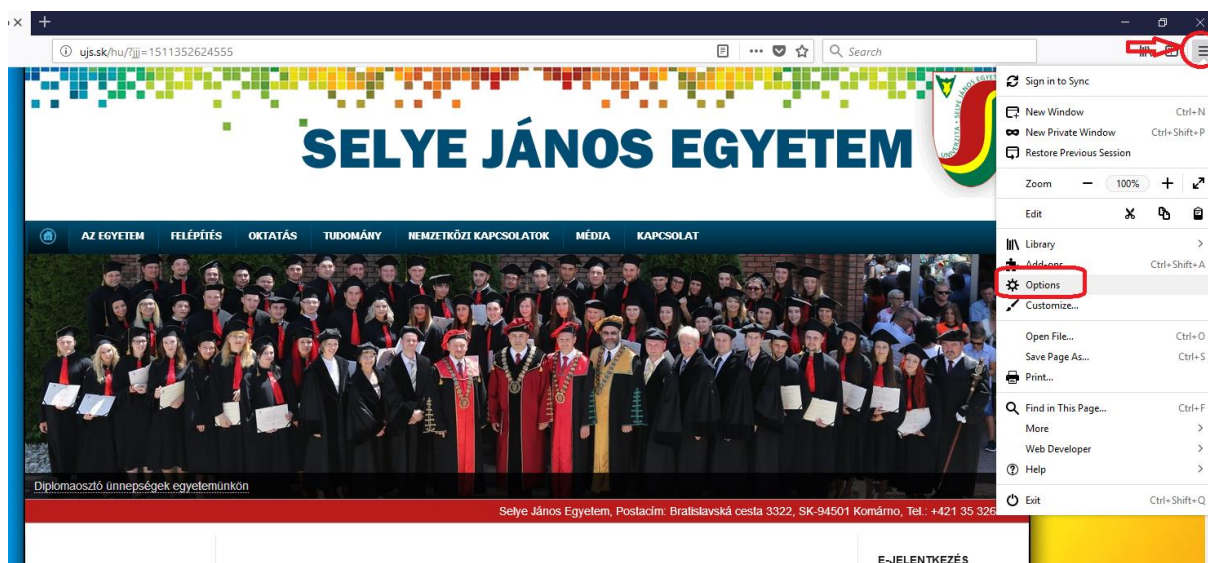 ujs.sk/hu/?jjj=1511352624555
Search
SELYE JÁNOS EGYETEM
AZ EGYETEM FELÉPÍTÉS OKTATÁS TUDOMÁNY NEMZETKÖZI KAPCSOLATOK MÉDIA KAPCSOLAT
Diplomaosztó ünnepségek egyetemünkön
Selye János Egyetem, Postacím: Bratislavská cesta 3322, SK-94501 Komárno, Tel.: +421 35 326
E-JELENTKEZÉS
Sign in to Sync
New Window Ctrl+N
New Private Window Ctrl+Shift+P
Restore Previous Session
Zoom 100%
Edit
Library
Add-ons Ctrl+Shift+A
Options
Customize...
Open File... Ctrl+O
Save Page As... Ctrl+S
Print...
Find in This Page... Ctrl+F
More
Web Developer
Help
Exit Ctrl+Shift+Q